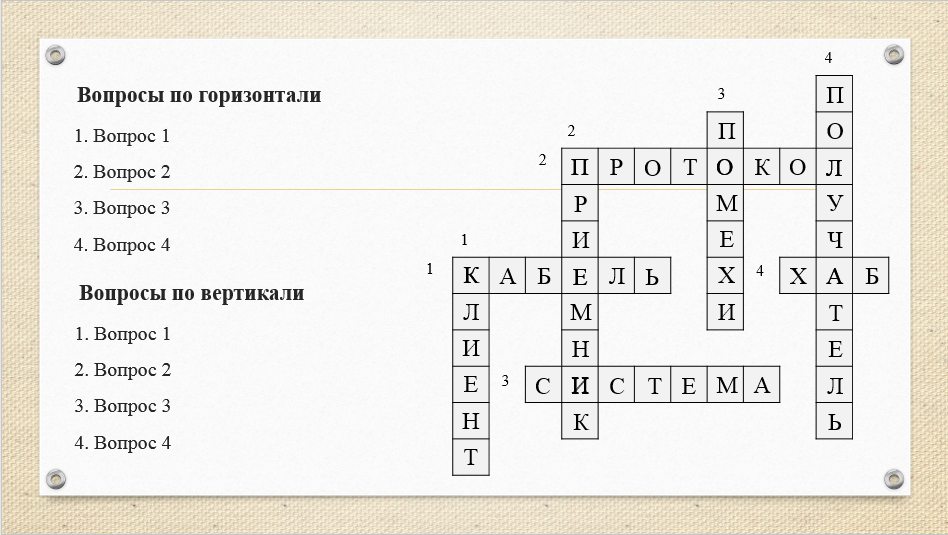 Вопросы по горизонтали
1. Вопрос 1
2. Вопрос 2
3. Вопрос 3
4. Вопрос 4
Вопросы по вертикали
1. Вопрос 1
2. Вопрос 2
3. Вопрос 3
4. Вопрос 4
4
3 П
2 П О
2 П Р О Т О К О Л
Р М У
1 И Е Ч
1 К А Б Е Л Ь Х 4 Х А Б
Л М И Т
И Н Е
Е 3 С И С Т Е М А Л
Н К Ь
Т